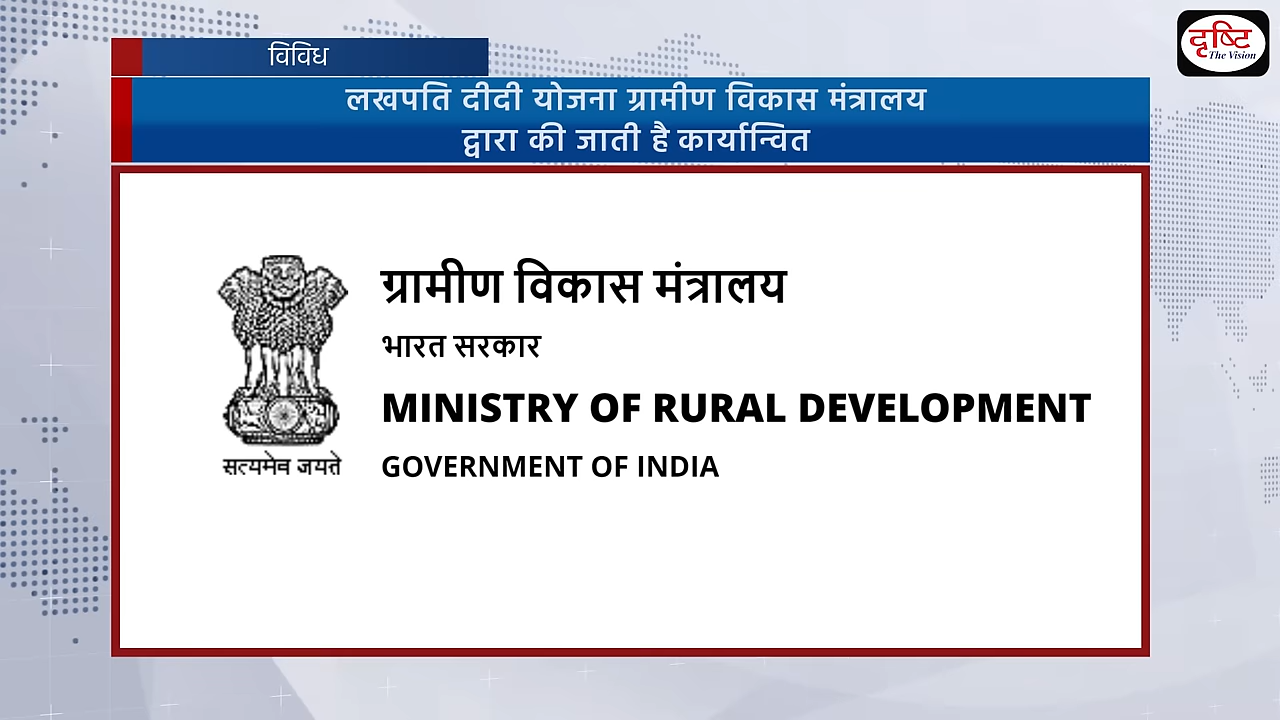 विविध
दृष्टि
The Vision
लखपति दीदी योजना ग्रामीण विकास मंत्रालय
द्वारा की जाती है कार्यान्वित
ग्रामीण विकास मंत्रालय
भारत सरकार
MINISTRY OF RURAL DEVELOPMENT
GOVERNMENT OF INDIA
सत्यमेव जयते